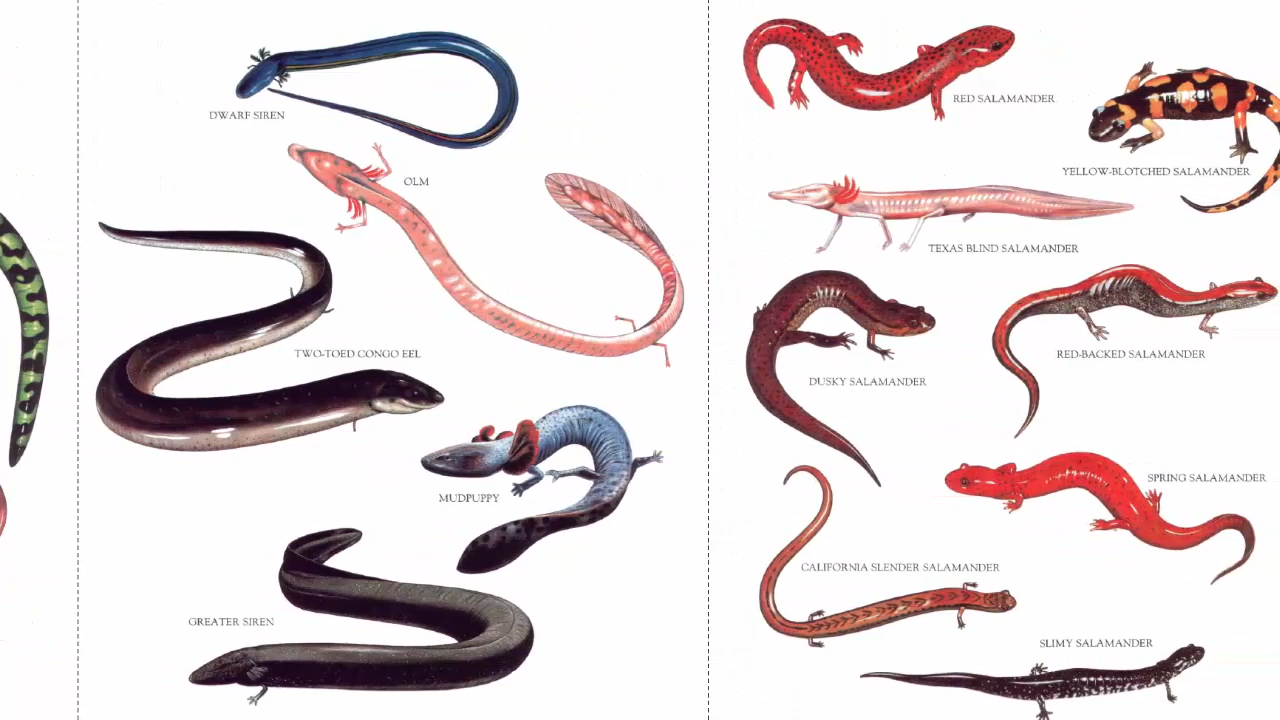 DWARF SIREN
OLM
TWO-TOED CONGO EEL
MUDPUPPY
GREATER SIREN
RED SALAMANDER
YELLOW-BLOTCHED SALAMANDER
TEXAS BLIND SALAMANDER
RED-BACKED SALAMANDER
DUSKY SALAMANDER
SPRING SALAMANDER
CALIFORNIA SLENDER SALAMANDER
SLIMY SALAMANDER